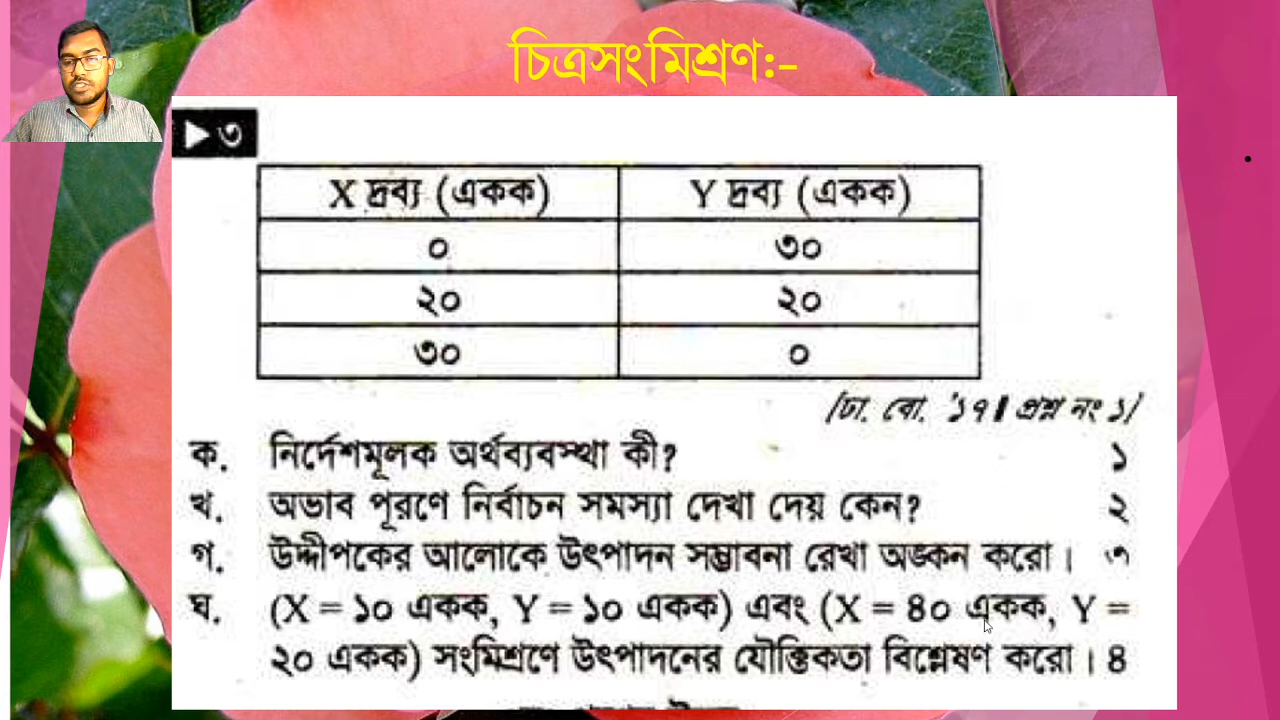 চিত্রসংমিশ্রণ:-
▶৩
X দ্রব্য (একক) Y দ্রব্য (একক)
০ ৩০
২০ ২০
৩০ ০
[ঢা. বো. '১৭। প্রশ্ন নং ১]
ক. নির্দেশমূলক অর্থব্যবস্থা কী? ১
খ. অভাব পূরণে নির্বাচন সমস্যা দেখা দেয় কেন? ২
গ. উদ্দীপকের আলোকে উৎপাদন সম্ভাবনা রেখা অঙ্কন করো। ৩
ঘ. (X = ১০ একক, Y = ১০ একক) এবং (X = ৪০ একক, Y =
২০ একক) সংমিশ্রণে উৎপাদনের যৌক্তিকতা বিশ্লেষণ করো। ৪